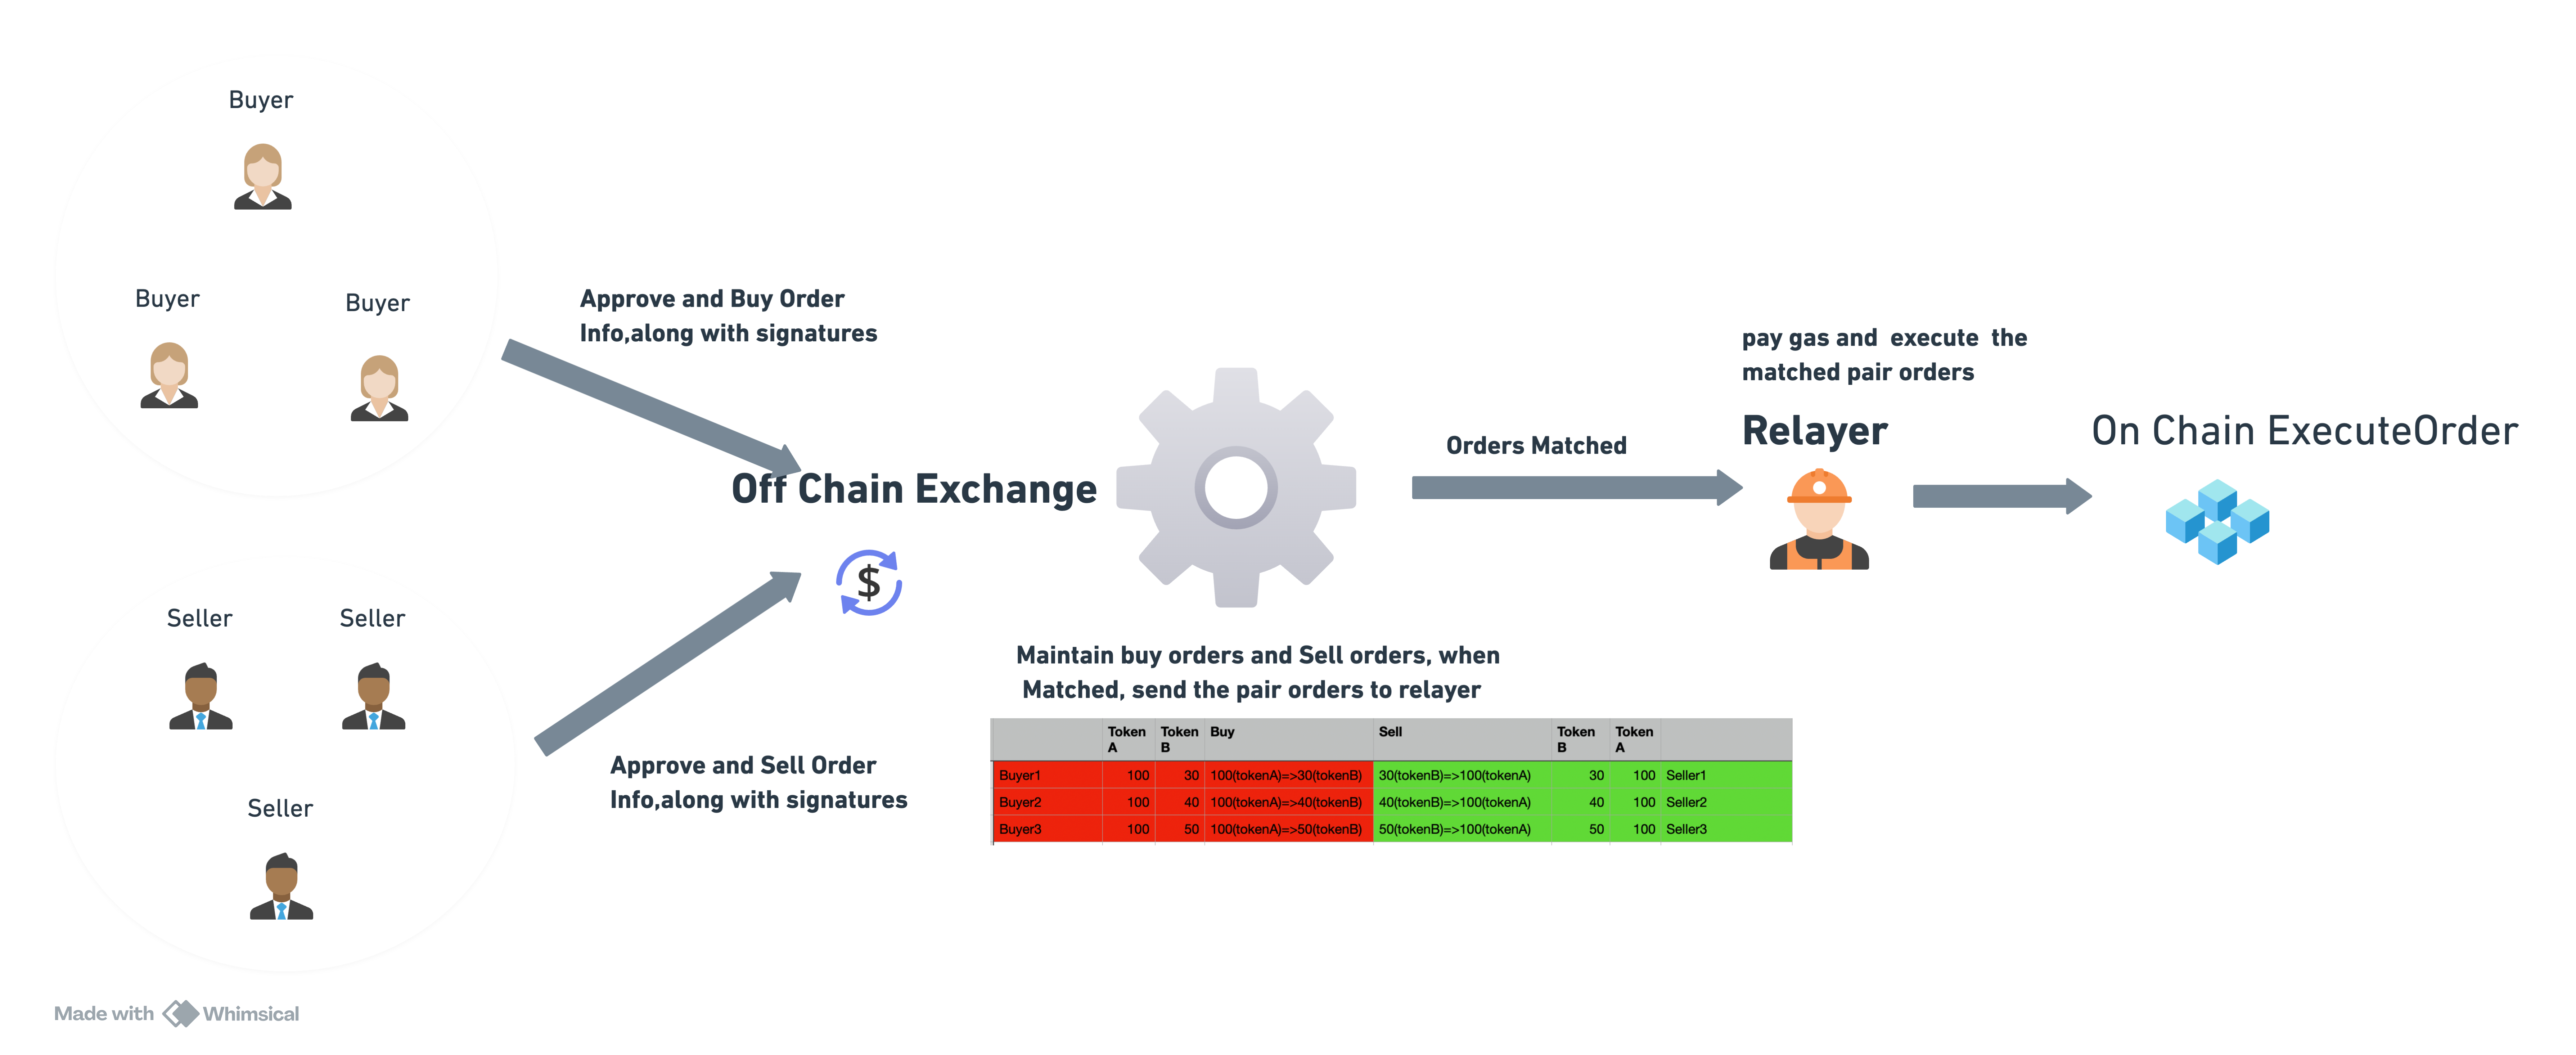 Buyer
Buyer
Buyer
Approve and Buy Order
Info,along with signatures
Off Chain Exchange
$
Seller
Seller
Seller
Approve and Sell Order
Info,along with signatures
Orders Matched
pay gas and execute the
matched pair orders
Relayer
On Chain ExecuteOrder
Maintain buy orders and Sell orders, when
Matched, send the pair orders to relayer
Token A Token B Buy Sell Token B Token A
Buyer1 100 30 100(tokenA)=>30(tokenB) 30(tokenB)=>100(tokenA) 30 100 Seller1
Buyer2 100 40 100(tokenA)=>40(tokenB) 40(tokenB)=>100(tokenA) 40 100 Seller2
Buyer3 100 50 100(tokenA)=>50(tokenB) 50(tokenB)=>100(tokenA) 50 100 Seller3
Made with Whimsical